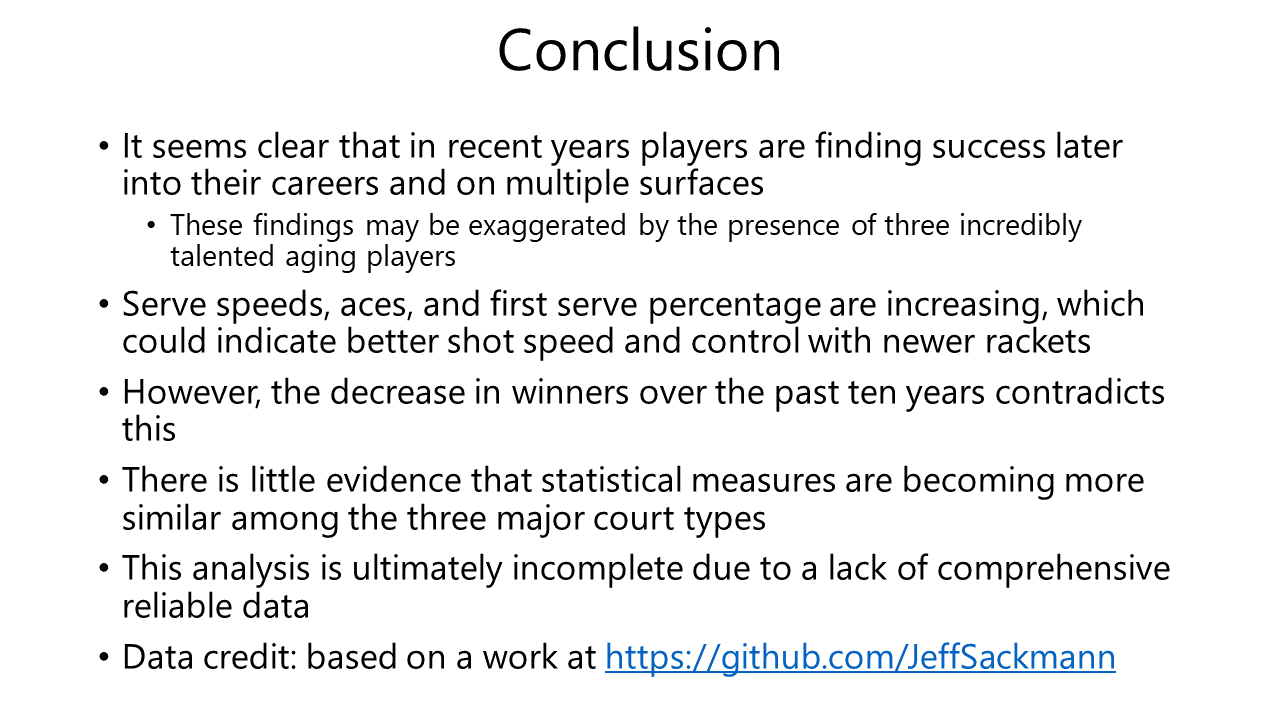 Conclusion
• It seems clear that in recent years players are finding success later
into their careers and on multiple surfaces
• These findings may be exaggerated by the presence of three incredibly
talented aging players
• Serve speeds, aces, and first serve percentage are increasing, which
could indicate better shot speed and control with newer rackets
• However, the decrease in winners over the past ten years contradicts
this
• There is little evidence that statistical measures are becoming more
similar among the three major court types
• This analysis is ultimately incomplete due to a lack of comprehensive
reliable data
• Data credit: based on a work at https://github.com/JeffSackmann